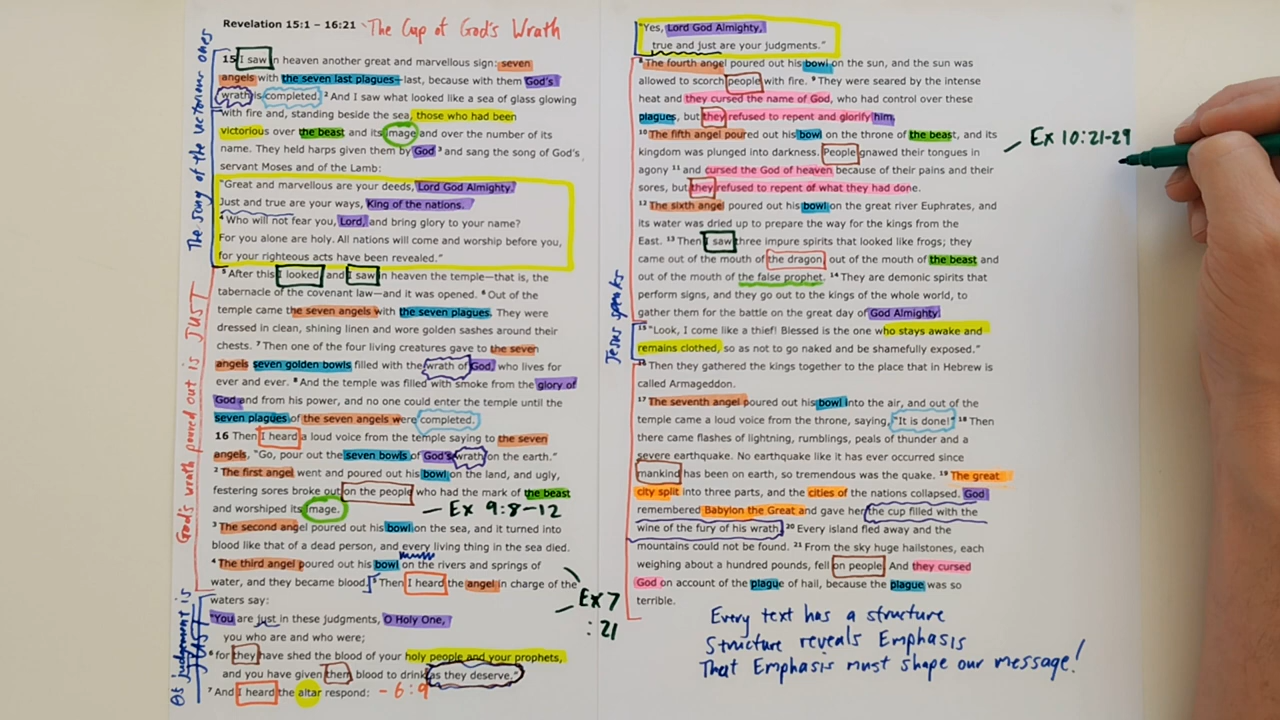 Revelation 15:1 – 16:21 The Cup of God's Wrath
The Song of the Victorious ones
15 I saw in heaven another great and marvellous sign: seven
angels with the seven last plagues—last, because with them God's
wrath is completed. 2 And I saw what looked like a sea of glass glowing
with fire and, standing beside the sea, those who had been
victorious over the beast and its image and over the number of its
name. They held harps given them by God 3 and sang the song of God's
servant Moses and of the Lamb:
"Great and marvellous are your deeds, Lord God Almighty.
Just and true are your ways, King of the nations.
4 Who will not fear you, Lord, and bring glory to your name?
For you alone are holy. All nations will come and worship before you,
for your righteous acts have been revealed."
God's wrath poured out is JUST
5 After this I looked, and I saw in heaven the temple—that is, the
tabernacle of the covenant law—and it was opened. 6 Out of the
temple came the seven angels with the seven plagues. They were
dressed in clean, shining linen and wore golden sashes around their
chests. 7 Then one of the four living creatures gave to the seven
angels seven golden bowls filled with the wrath of God, who lives for
ever and ever. 8 And the temple was filled with smoke from the glory of
God and from his power, and no one could enter the temple until the
seven plagues of the seven angels were completed.
16 Then I heard a loud voice from the temple saying to the seven
angels, "Go, pour out the seven bowls of God's wrath on the earth."
2 The first angel went and poured out his bowl on the land, and ugly,
festering sores broke out on the people who had the mark of the beast
and worshiped its image. – Ex 9:8-12
3 The second angel poured out his bowl on the sea, and it turned into
blood like that of a dead person, and every living thing in the sea died.
4 The third angel poured out his bowl on the rivers and springs of
water, and they became blood. 5 Then I heard the angel in charge of the
waters say:
Ex 7
:21
judgement is
JUST
"You are just in these judgments, O Holy One,
you who are and who were;
6 for they have shed the blood of your holy people and your prophets,
and you have given them blood to drink as they deserve."
7 And I heard the altar respond: - 6:9
"Yes, Lord God Almighty,
true and just are your judgments."
8 The fourth angel poured out his bowl on the sun, and the sun was
allowed to scorch people with fire. 9 They were seared by the intense
heat and they cursed the name of God, who had control over these
plagues, but they refused to repent and glorify him.
10 The fifth angel poured out his bowl on the throne of the beast, and its
kingdom was plunged into darkness. People gnawed their tongues in
Ex 10:21-29
agony 11 and cursed the God of heaven because of their pains and their
sores, but they refused to repent of what they had done.
12 The sixth angel poured out his bowl on the great river Euphrates, and
its water was dried up to prepare the way for the kings from the
East. 13 Then I saw three impure spirits that looked like frogs; they
came out of the mouth of the dragon, out of the mouth of the beast and
out of the mouth of the false prophet. 14 They are demonic spirits that
perform signs, and they go out to the kings of the whole world, to
gather them for the battle on the great day of God Almighty.
Jesus speaks
15 "Look, I come like a thief! Blessed is the one who stays awake and
remains clothed, so as not to go naked and be shamefully exposed."
16 Then they gathered the kings together to the place that in Hebrew is
called Armageddon.
17 The seventh angel poured out his bowl into the air, and out of the
temple came a loud voice from the throne, saying, "It is done!" 18 Then
there came flashes of lightning, rumblings, peals of thunder and a
severe earthquake. No earthquake like it has ever occurred since
mankind has been on earth, so tremendous was the quake. 19 The great
city split into three parts, and the cities of the nations collapsed. God
remembered Babylon the Great and gave her the cup filled with the
wine of the fury of his wrath. 20 Every island fled away and the
mountains could not be found. 21 From the sky huge hailstones, each
weighing about a hundred pounds, fell on people. And they cursed
God on account of the plague of hail, because the plague was so
terrible.
Every text has a structure
Structure reveals Emphasis
That Emphasis must shape our message!